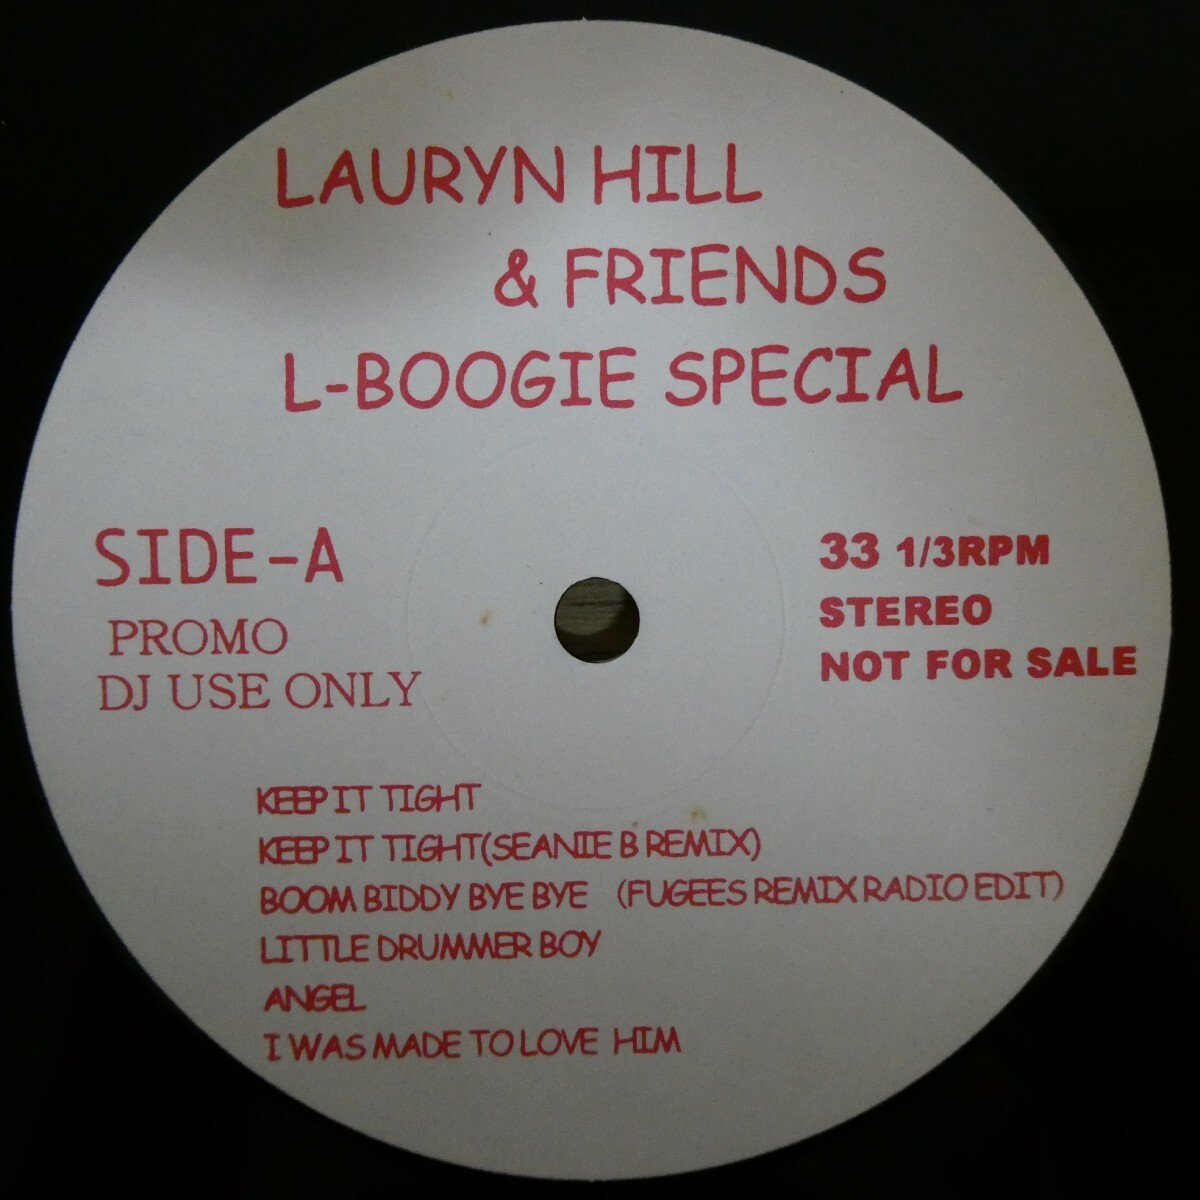 LAURYN HILL
& FRIENDS
L-BOOGIE SPECIAL
SIDE-A
PROMO
DJ USE ONLY
33 1/3RPM
STEREO
NOT FOR SALE
KEEP IT TIGHT
KEEP IT TIGHT(SEANIE B REMIX)
BOOM BIDDY BYE BYE (FUGEES REMIX RADIO EDIT)
LITTLE DRUMMER BOY
ANGEL
I WAS MADE TO LOVE HIM